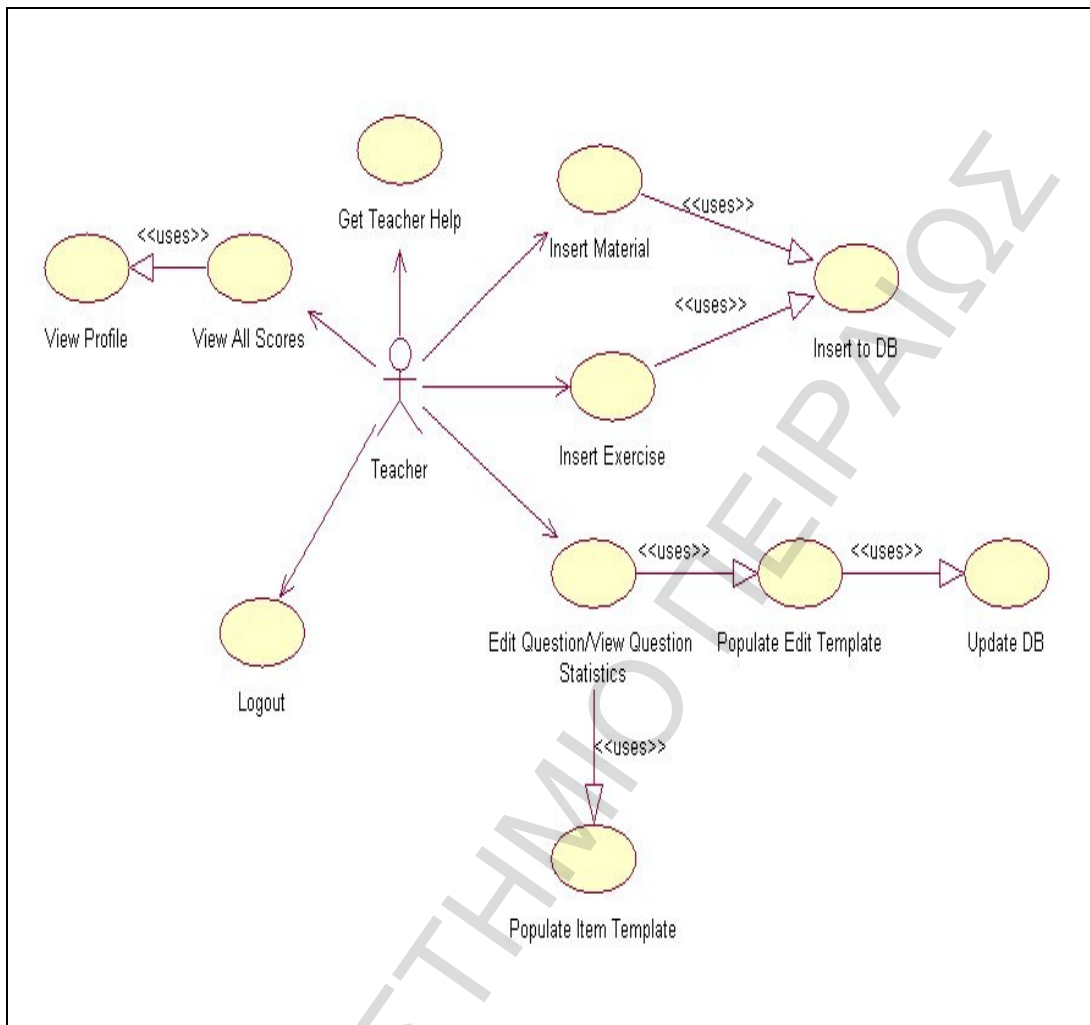 Get Teacher Help
<<uses>>
View Profile
View All Scores
Insert Material
<<uses>>
<<uses>>
Insert to DB
Teacher
Insert Exercise
<<uses>>
<<uses>>
Edit Question/View Question
Statistics
Populate Edit Template
Update DB
Logout
<<uses>>
Populate Item Template
ΕΤΗΜΙΟ ΠΕΙΡΑΙΩΣ